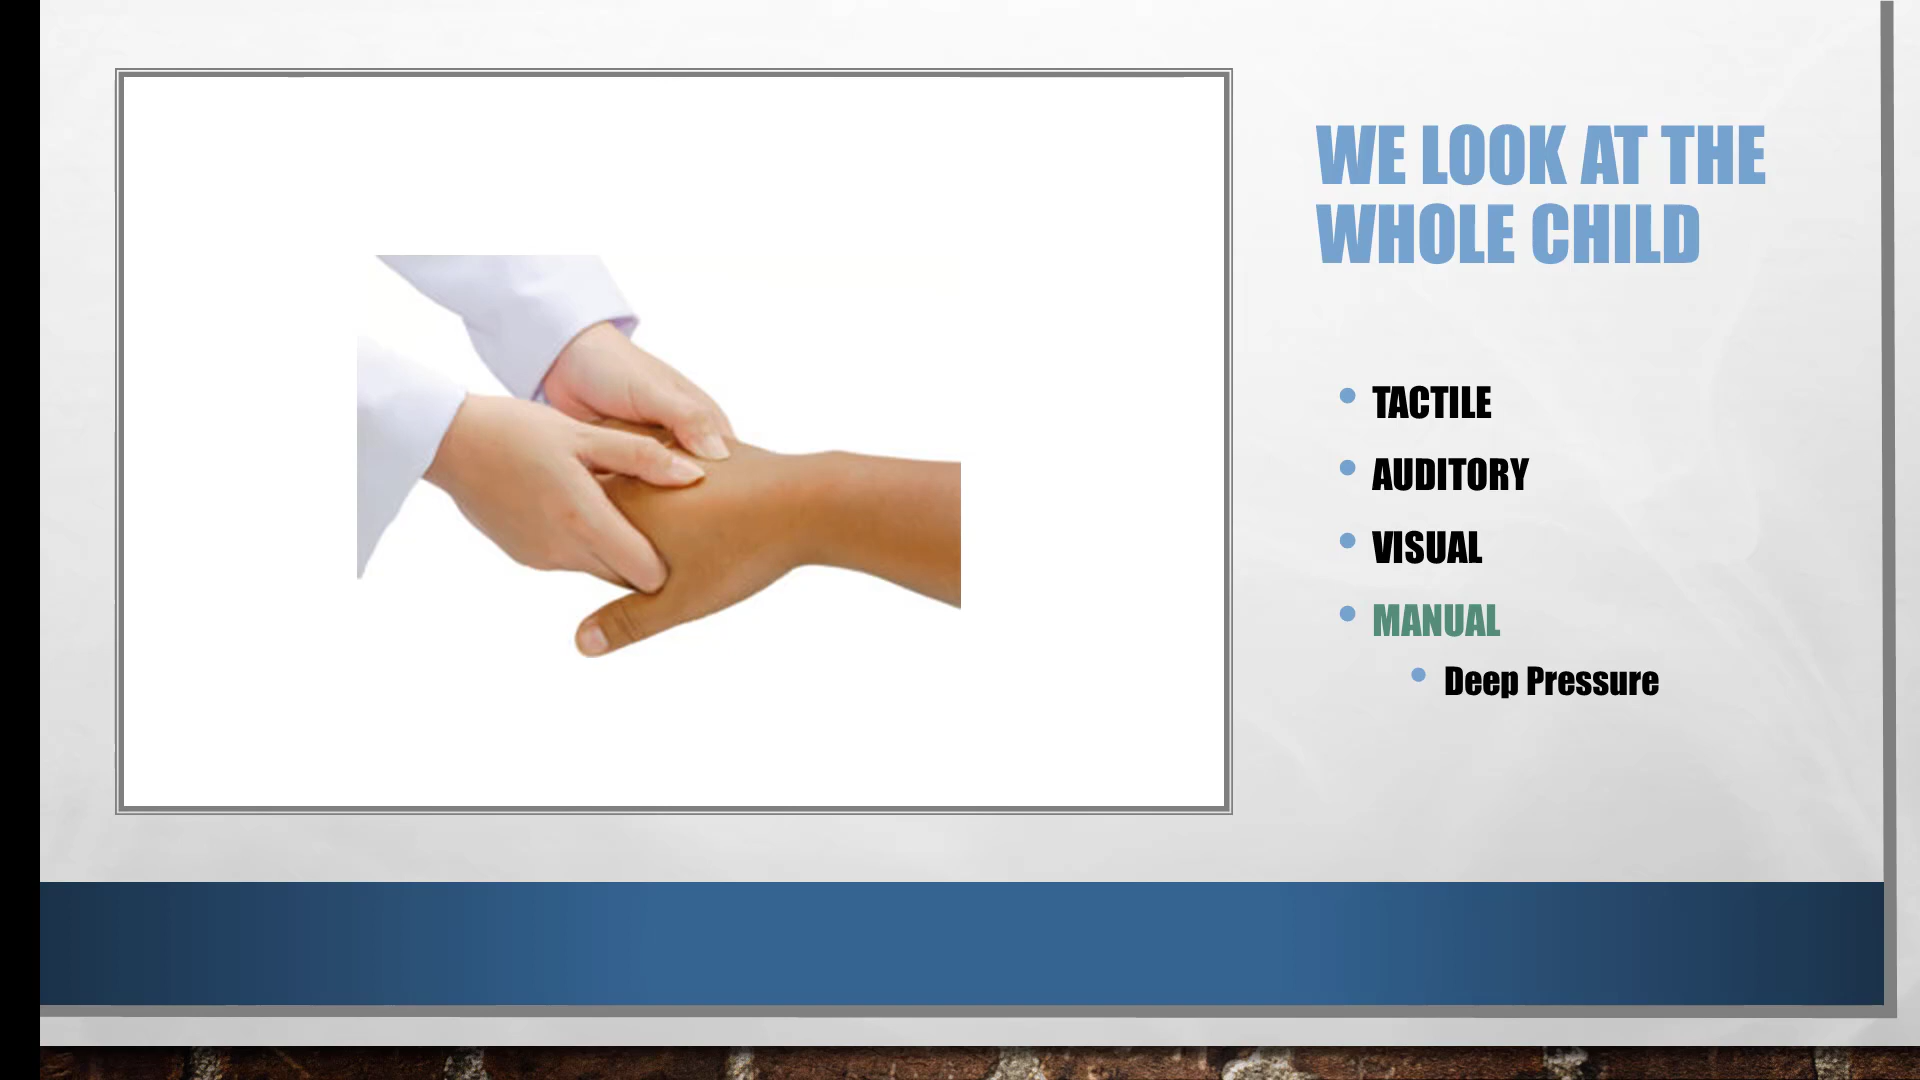 WE LOOK AT THE
WHOLE CHILD
TACTILE
AUDITORY
VISUAL
MANUAL
Deep Pressure